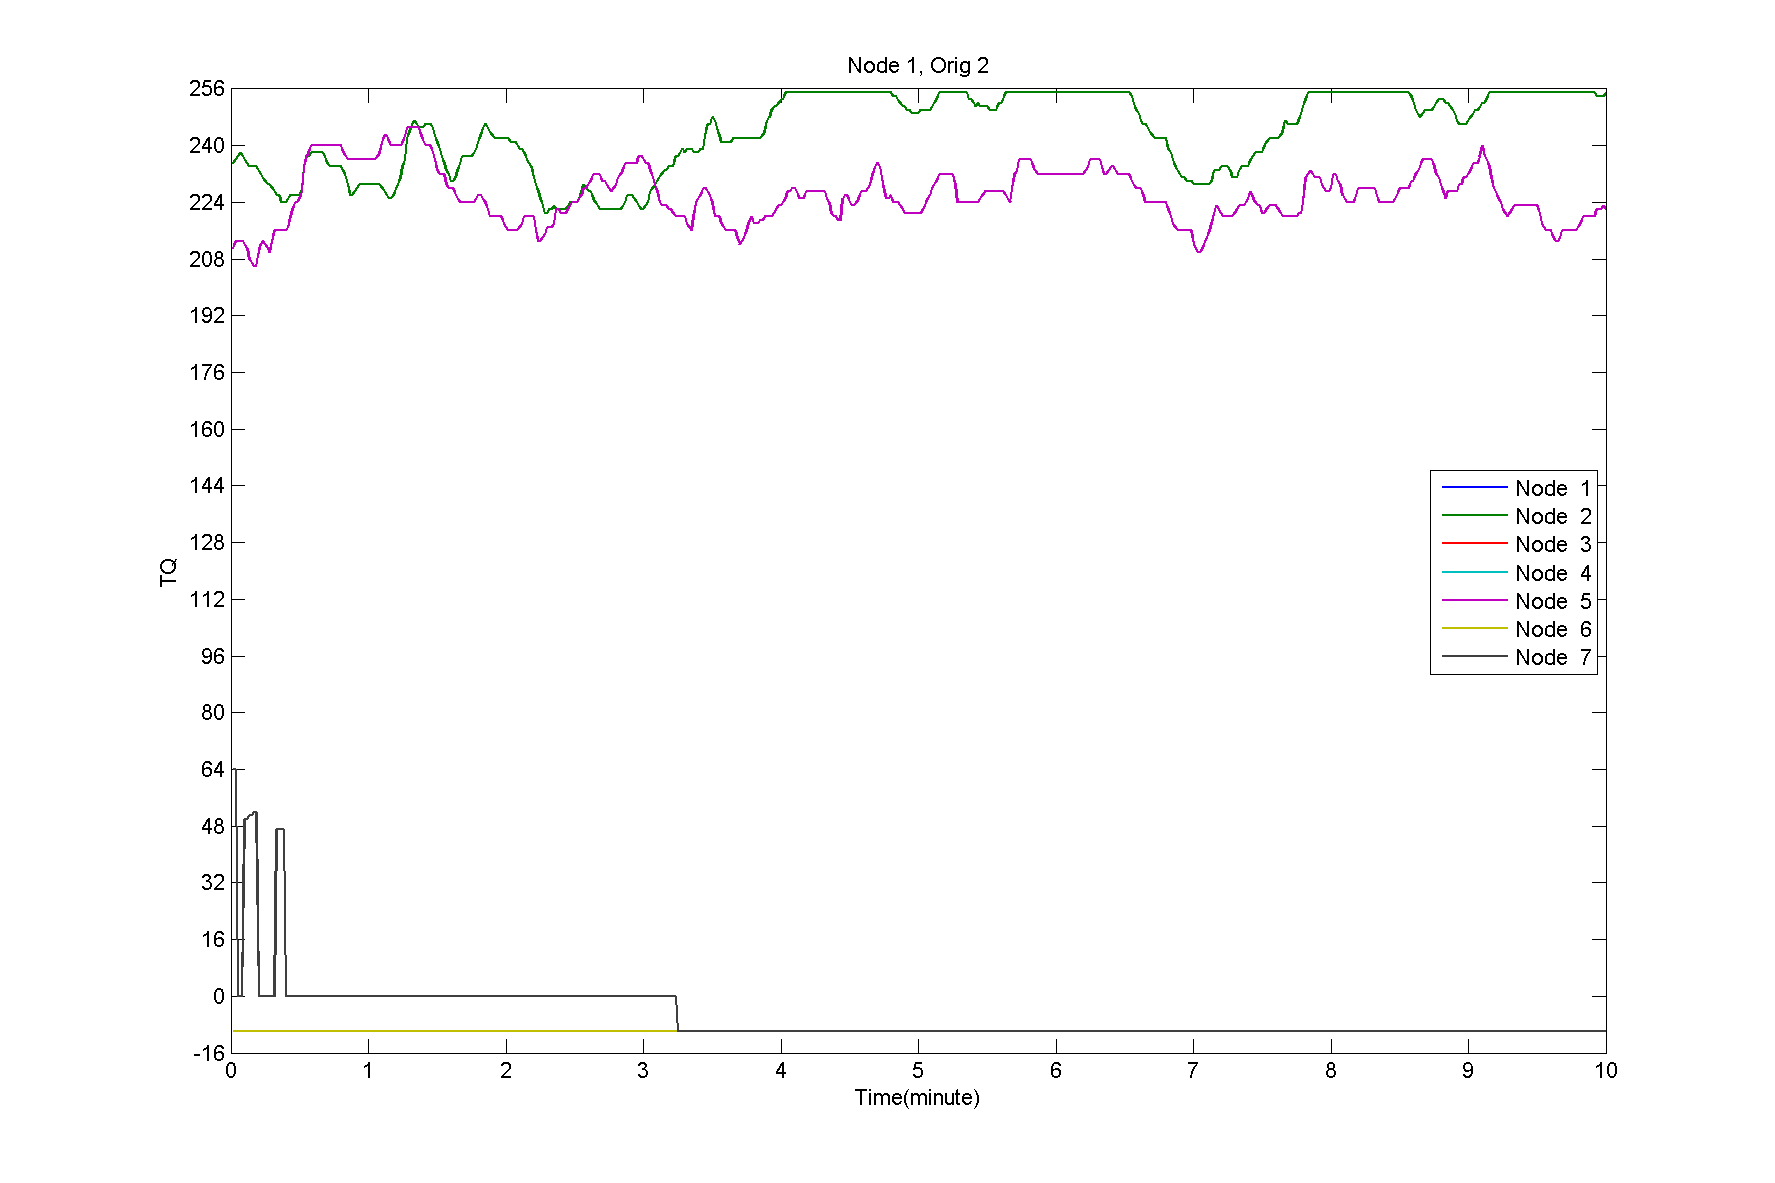 Node 1, Orig 2
256
240
224
208
192
176
160
144
128
112
96
80
64
48
32
16
0
-16
TQ
Node 1
Node 2
Node 3
Node 4
Node 5
Node 6
Node 7
0 1 2 3 4 5 6 7 8 9 10
Time(minute)